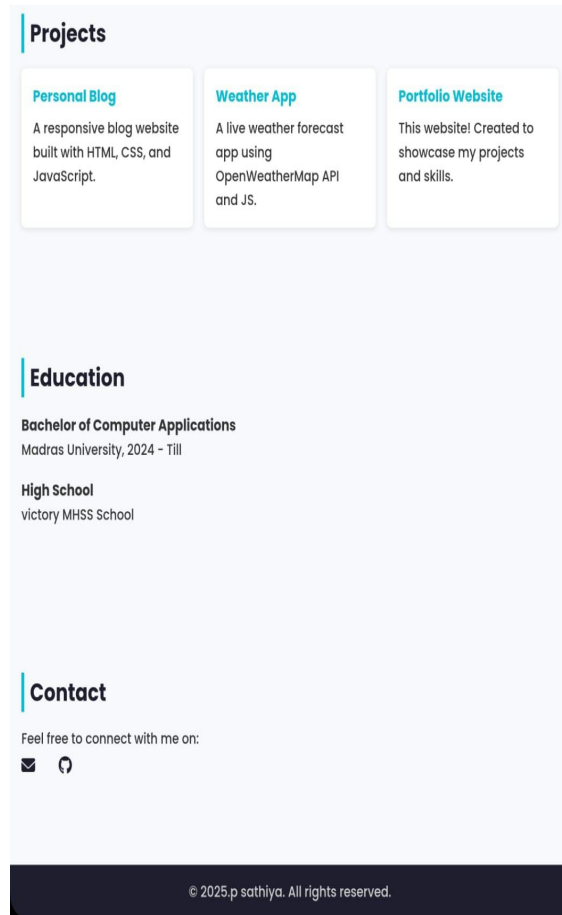 Projects
Personal Blog
A responsive blog website
built with HTML, CSS, and
JavaScript.
Weather App
A live weather forecast
app using
OpenWeatherMap API
and JS.
Portfolio Website
This website! Created to
showcase my projects
and skills.
Education
Bachelor of Computer Applications
Madras University, 2024 - Till
High School
victory MHSS School
Contact
Feel free to connect with me on:
© 2025.p sathiya. All rights reserved.